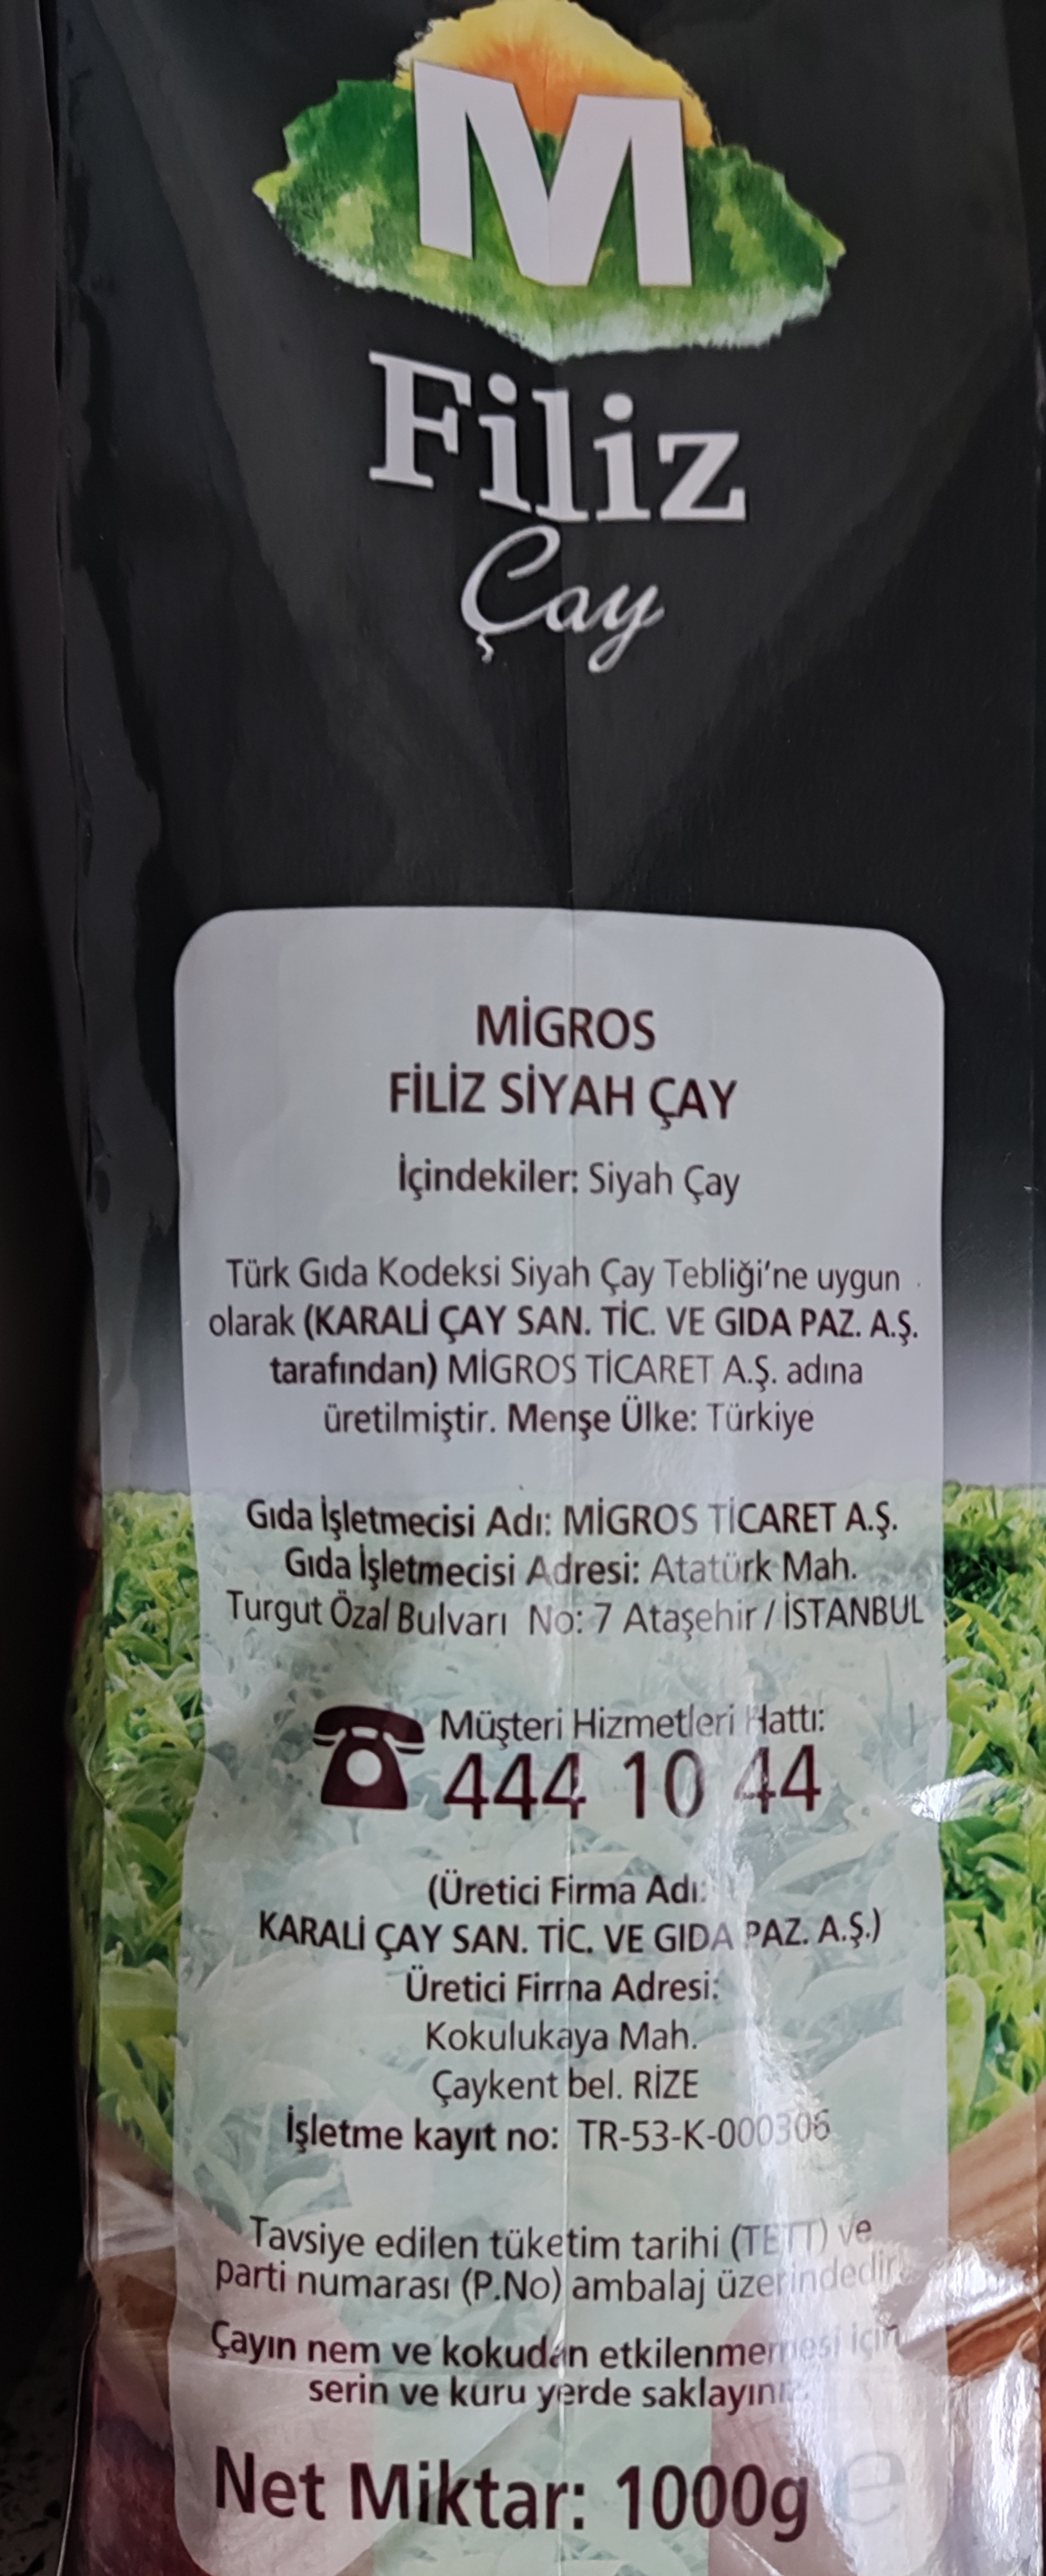 M
Filiz
Çay
MİGROS
FİLİZ SİYAH ÇAY
İçindekiler: Siyah Çay
Türk Gıda Kodeksi Siyah Çay Tebliği'ne uygun
olarak (KARALİ ÇAY SAN. TİC. VE GIDA PAZ. A.Ş.
tarafından) MİGROS TİCARET A.Ş. adına
üretilmiştir. Menşe Ülke: Türkiye
Gıda İşletmecisi Adı: MİGROS TİCARET A.Ş.
Gıda İşletmecisi Adresi: Atatürk Mah.
Turgut Özal Bulvarı No: 7 Ataşehir / İSTANBUL
Müşteri Hizmetleri Hattı:
444 10 44
(Üretici Firma Adı:
KARALİ ÇAY SAN. TİC. VE GIDA PAZ. A.Ş.)
Üretici Firma Adresi:
Kokulukaya Mah.
Çaykent bel. RİZE
İşletme kayıt no: TR-53-K-000306
Tavsiye edilen tüketim tarihi (TETT) ve
parti numarası (P.No) ambalaj üzerindedir.
Çayın nem ve kokudan etkilenmemesi için
serin ve kuru yerde saklayınız.
Net Miktar: 1000g e